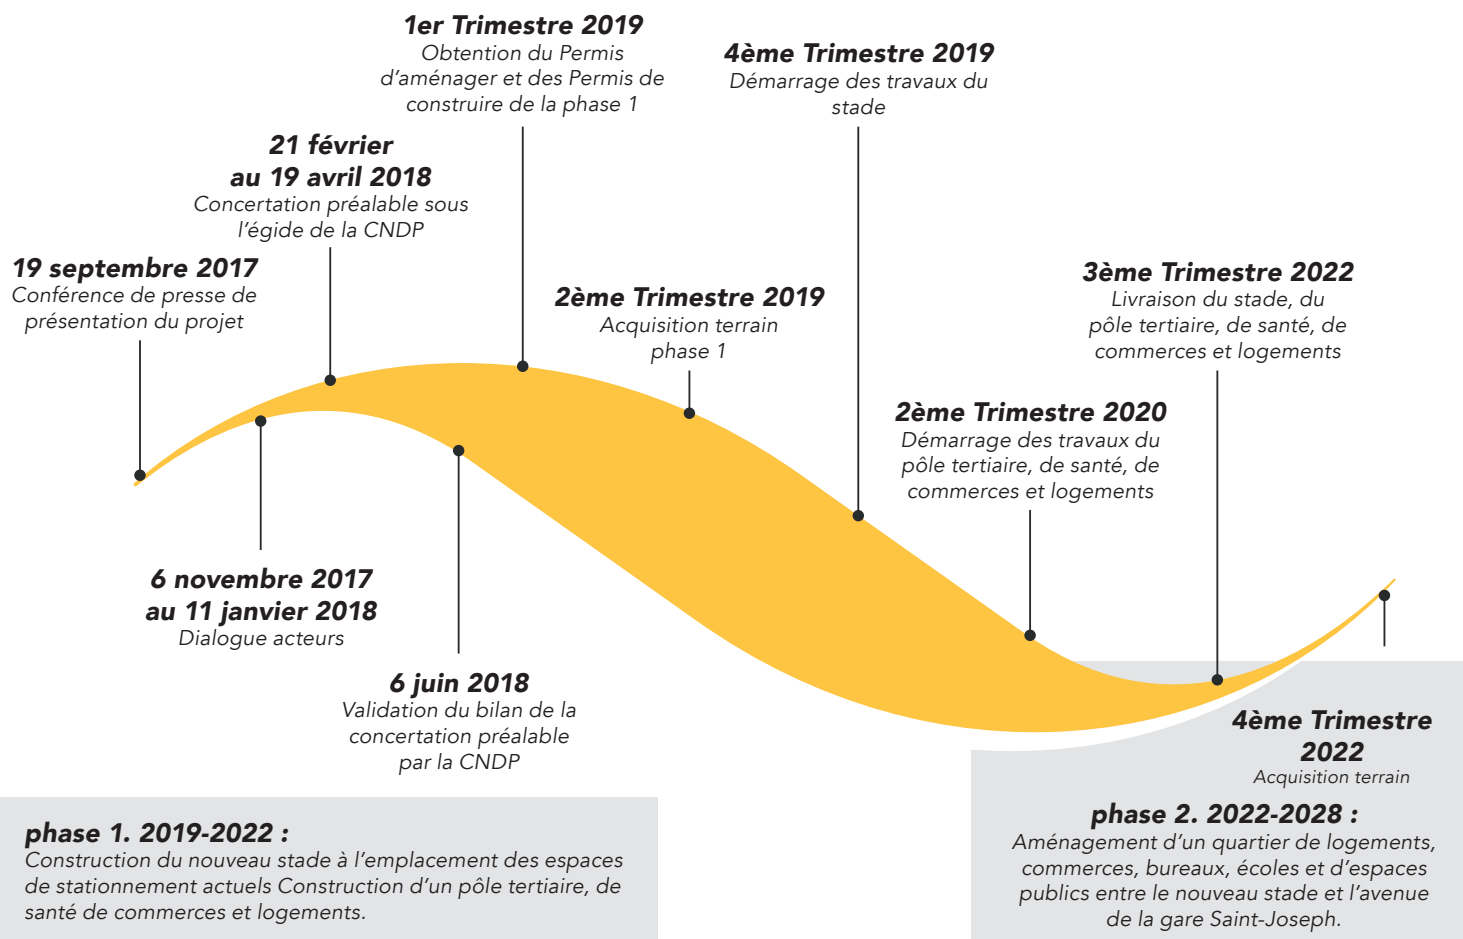 19 septembre 2017
Conférence de presse de
présentation du projet
6 novembre 2017
au 11 janvier 2018
Dialogue acteurs
21 février
au 19 avril 2018
Concertation préalable sous
l’égide de la CNDP
6 juin 2018
Validation du bilan de la
concertation préalable
par la CNDP
1er Trimestre 2019
Obtention du Permis
d’aménager et des Permis de
construire de la phase 1
2ème Trimestre 2019
Acquisition terrain
phase 1
4ème Trimestre 2019
Démarrage des travaux du
stade
2ème Trimestre 2020
Démarrage des travaux du
pôle tertiaire, de santé, de
commerces et logements
3ème Trimestre 2022
Livraison du stade, du
pôle tertiaire, de santé, de
commerces et logements
4ème Trimestre
2022
Acquisition terrain
phase 1. 2019-2022 :
Construction du nouveau stade à l’emplacement des espaces
de stationnement actuels Construction d’un pôle tertiaire, de
santé de commerces et logements.
phase 2. 2022-2028 :
Aménagement d’un quartier de logements,
commerces, bureaux, écoles et d’espaces
publics entre le nouveau stade et l’avenue
de la gare Saint-Joseph.